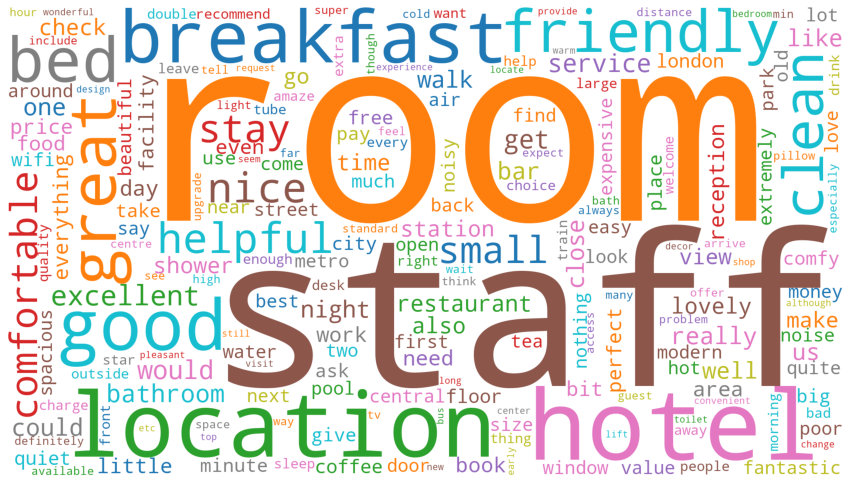 hour
wonderful
double
recommend
super
cold
want
provide
distance
bedroom
min
check
include
breakfast
extra
though
friendly
lot
like
bed
around
design
leave
tell
request
go
experience
walk
locate
help
warm
service
london
park
old
drink
one
price
food
wifi
great
beautiful
facility
room
light
tube
amaze
air
large
clean
love
stay
free
feel
find
expensive
pay
every
get
even
seem
far
time
expect
noisy
bar
choice
much
place
welcome
reception
extremely
pillow
especially
everything
comfortable
day
use
come
nice
upgrade
near
street
back
bath
always
take
say
quality
centre
helpful
city
standard
station
small
train
easy
close
decor
arrive
view
shop
comfy
open
right
enough
metro
wait
think
look
see
high
shower
staff
excellent
spacious
best
desk
night
restaurant
many
offer
lovely
money
although
good
star
pleasant
still
water
visit
work
also
first
tea
nothing
access
perfect
problem
really
make
noise
modern
us
outside
would
two
ask
need
long
hot
well
quite
bathroom
next
pool
central
floor
bit
area
guest
convenient
big
bad
charge
could
definitely
front
etc
location
space
top
way
tv
give
bus
center
size
thing
hotel
toilet
away
lift
morning
poor
change
quiet
available
little
minute
sleep
coffee
door
new
book
early
window
value
people
fantastic